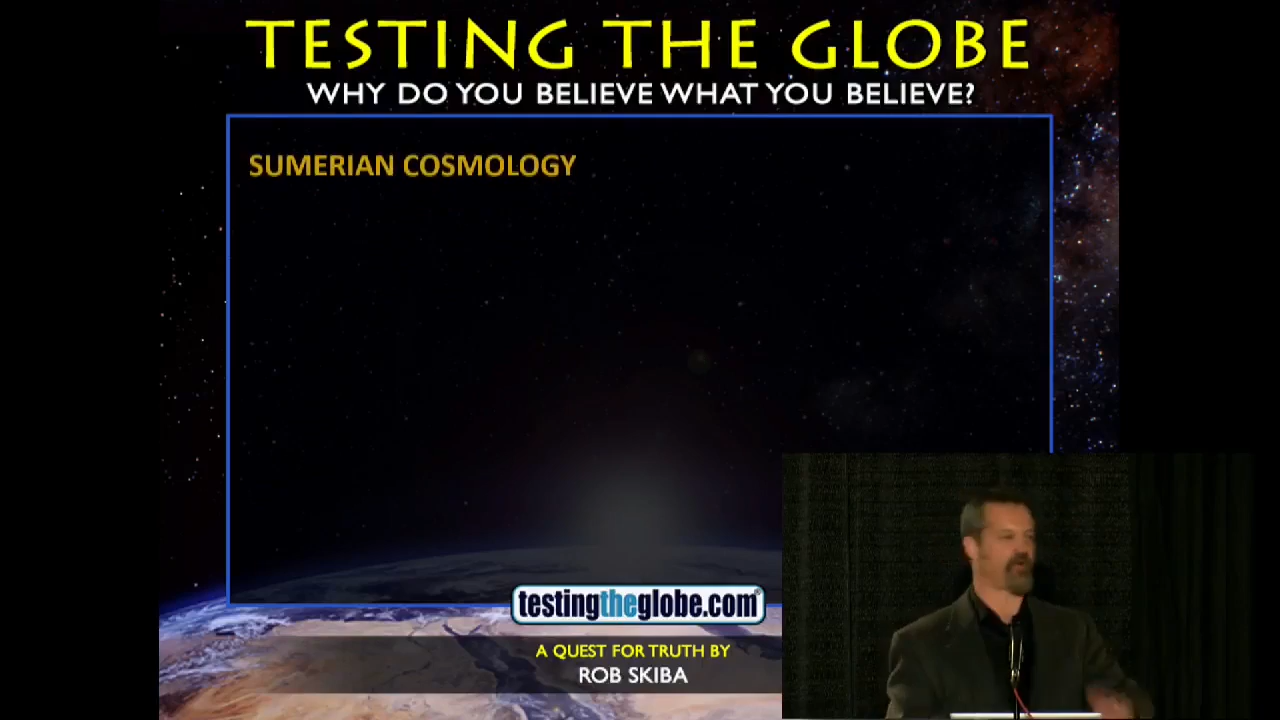 TESTING THE GLOBE
WHY DO YOU BELIEVE WHAT YOU BELIEVE?
SUMERIAN COSMOLOGY
testingtheglobe.com®
A QUEST FOR TRUTH BY
ROB SKIBA